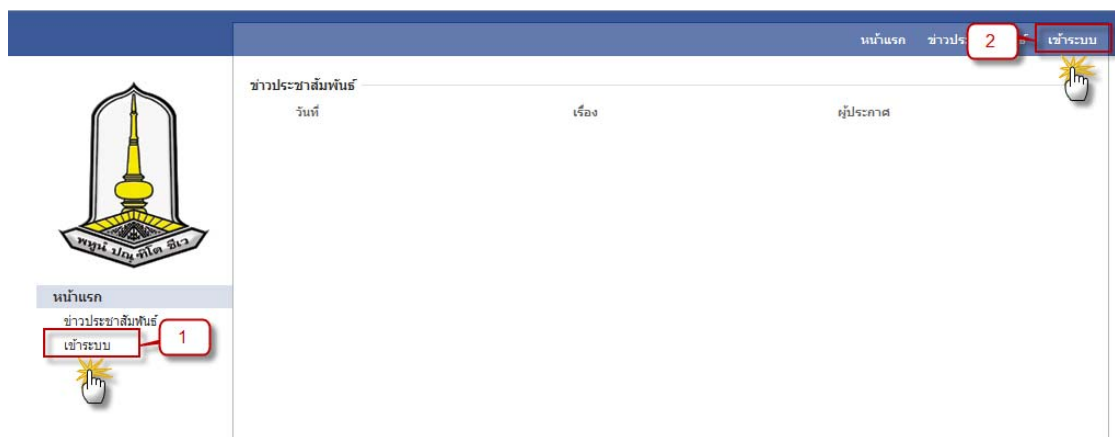 หน้าแรก ข่าวประ ธ์ เข้าระบบ
2
ข่าวประชาสัมพันธ์
วันที่ เรื่อง ผู้ประกาศ
พหูนํ ปณฺฑิโต ชีเว
หน้าแรก
ข่าวประชาสัมพันธ์
เข้าระบบ
1